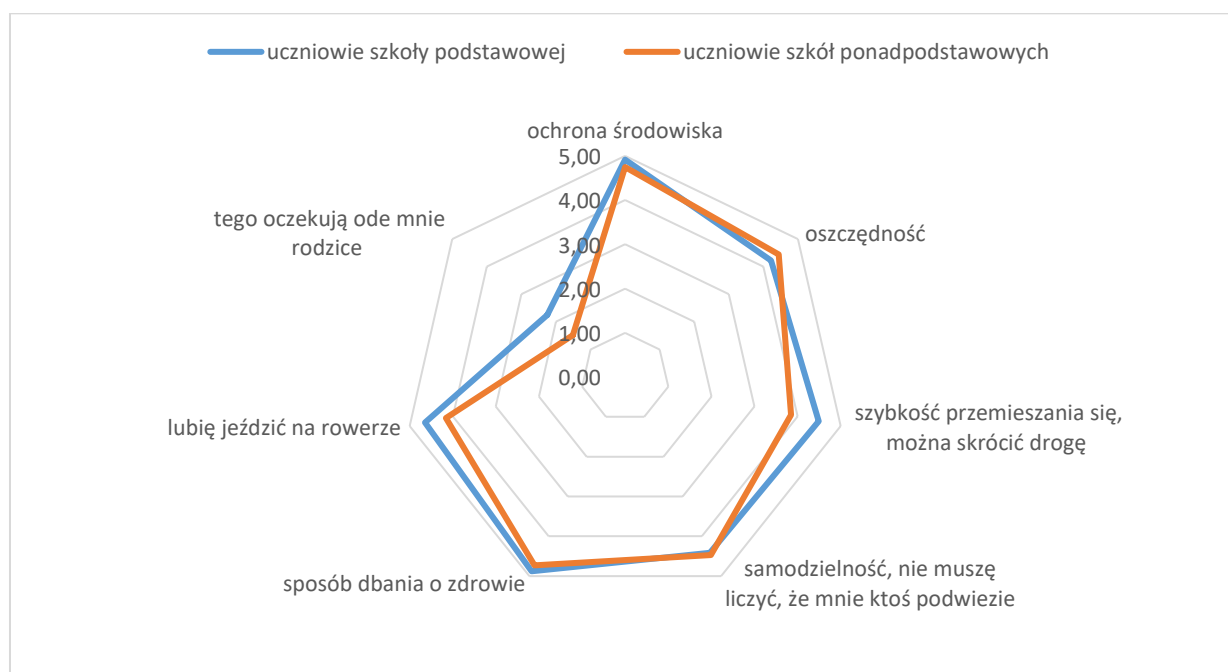 uczniowie szkoły podstawowej
uczniowie szkół ponadpodstawowych
ochrona środowiska
5,00
4,00
3,00
2,00
1,00
0,00
oszczędność
szybkość przemieszania się,
można skrócić drogę
samodzielność, nie muszę
liczyć, że mnie ktoś podwiezie
sposób dbania o zdrowie
lubię jeździć na rowerze
tego oczekują ode mnie
rodzice